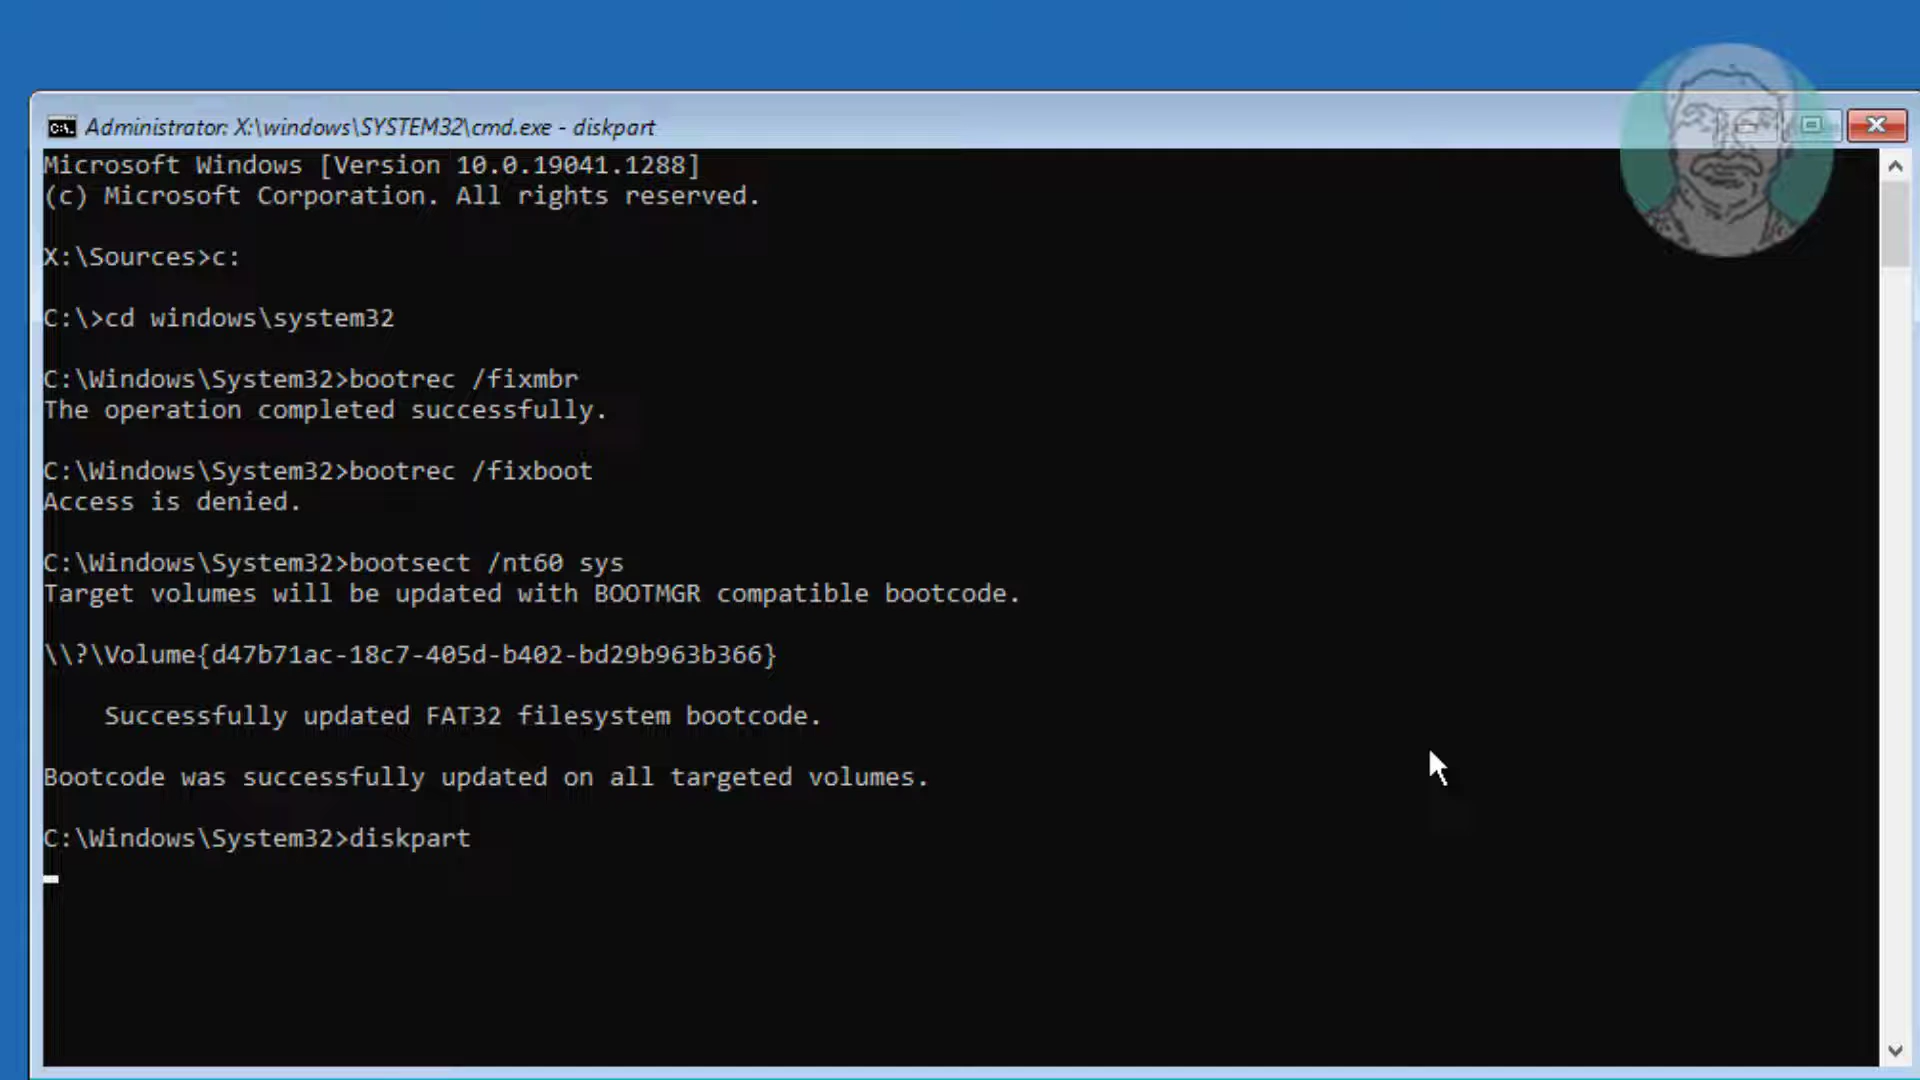 Administrator: X:\windows\SYSTEM32\cmd.exe - diskpart
Microsoft Windows [Version 10.0.19041.1288]
(c) Microsoft Corporation. All rights reserved.
X:\Sources>c:
C:\>cd windows\system32
C:\Windows\System32>bootrec /fixmbr
The operation completed successfully.
C:\Windows\System32>bootrec /fixboot
Access is denied.
C:\Windows\System32>bootsect /nt60 sys
Target volumes will be updated with BOOTMGR compatible bootcode.
\\?\Volume{d47b71ac-18c7-405d-b402-bd29b963b366}
Successfully updated FAT32 filesystem bootcode.
Bootcode was successfully updated on all targeted volumes.
C:\Windows\System32>diskpart